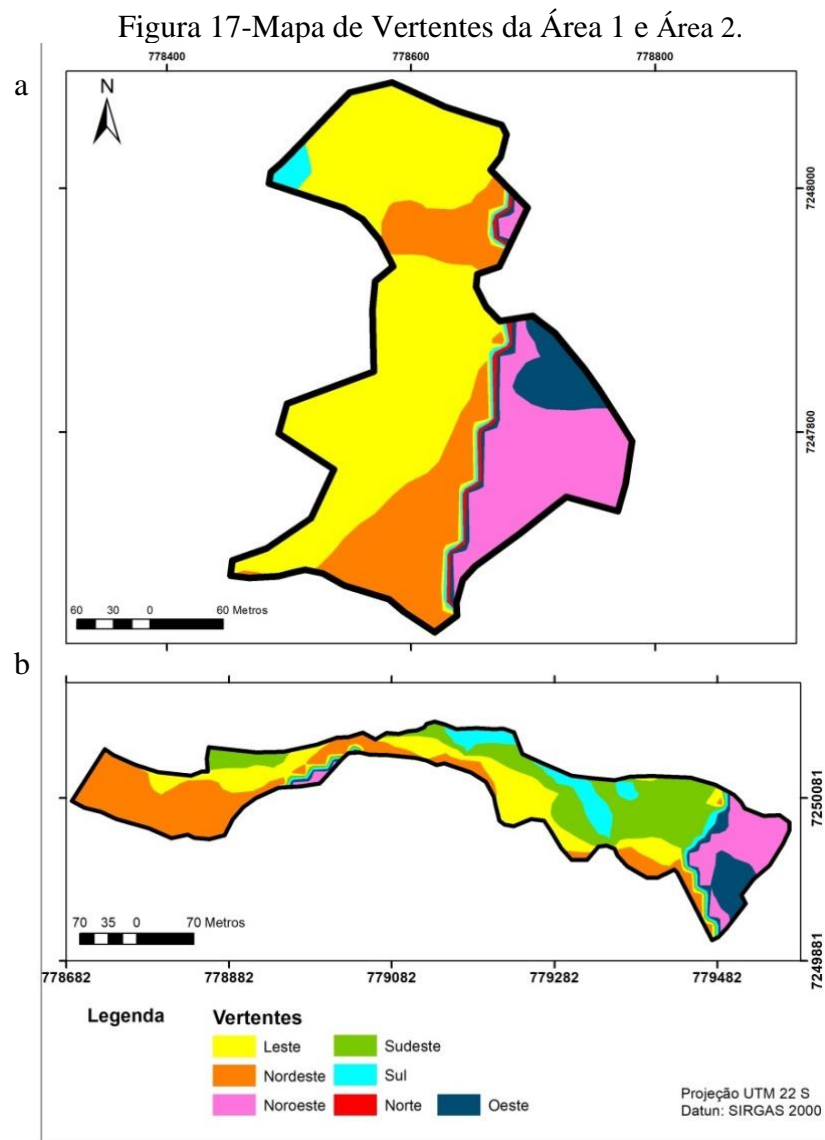 Figura 17-Mapa de Vertentes da Área 1 e Área 2.
778400 778600 778800
a
N
7248000
7247800
60 30 0 60 Metros
b
7250081
70 35 0 70 Metros
7249881
778682 778882 779082 779282 779482
Legenda Vertentes
Leste Sudeste
Nordeste Sul
Noroeste Norte Oeste
Projeção UTM 22 S
Datun: SIRGAS 2000